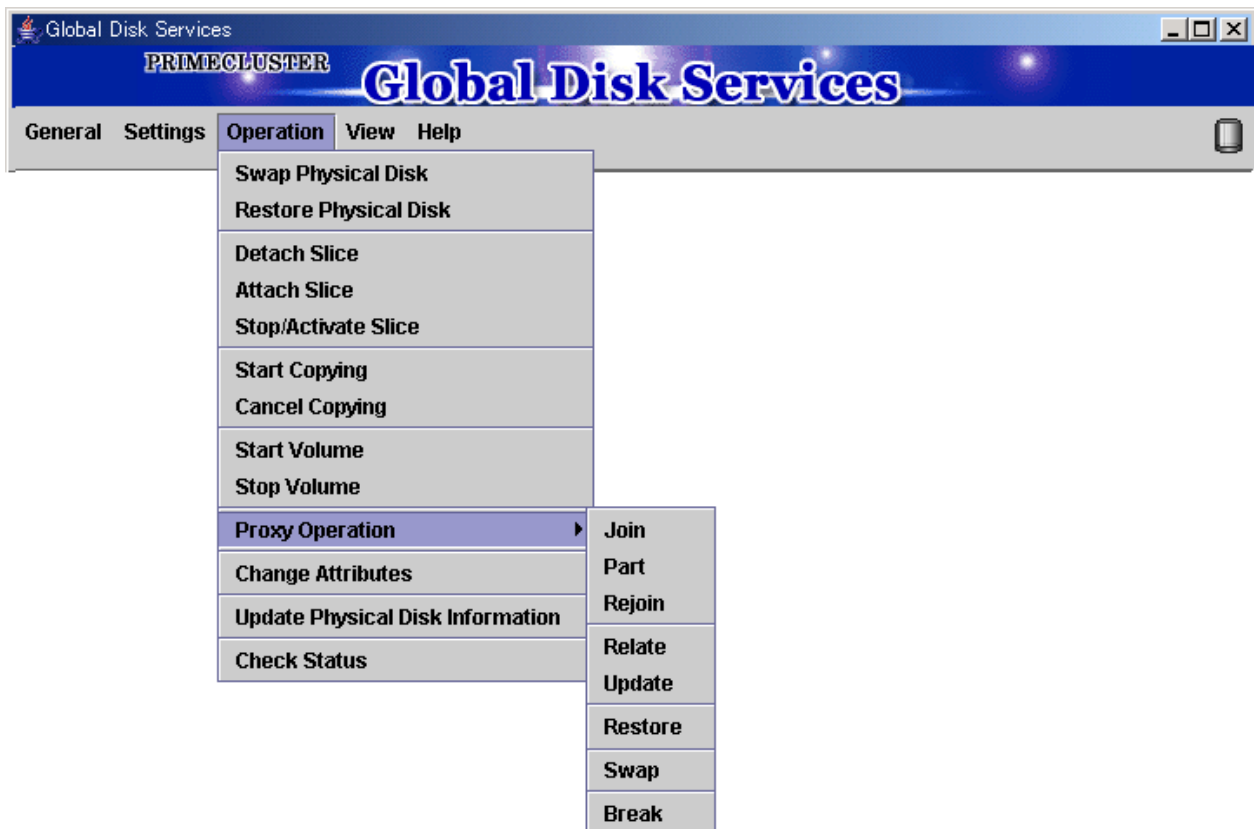 Global Disk Services
PRIMECLUSTER
Global Disk Services
General Settings Operation View Help
Swap Physical Disk
Restore Physical Disk
Detach Slice
Attach Slice
Stop/Activate Slice
Start Copying
Cancel Copying
Start Volume
Stop Volume
Proxy Operation
Change Attributes
Update Physical Disk Information
Check Status
Join
Part
Rejoin
Relate
Update
Restore
Swap
Break